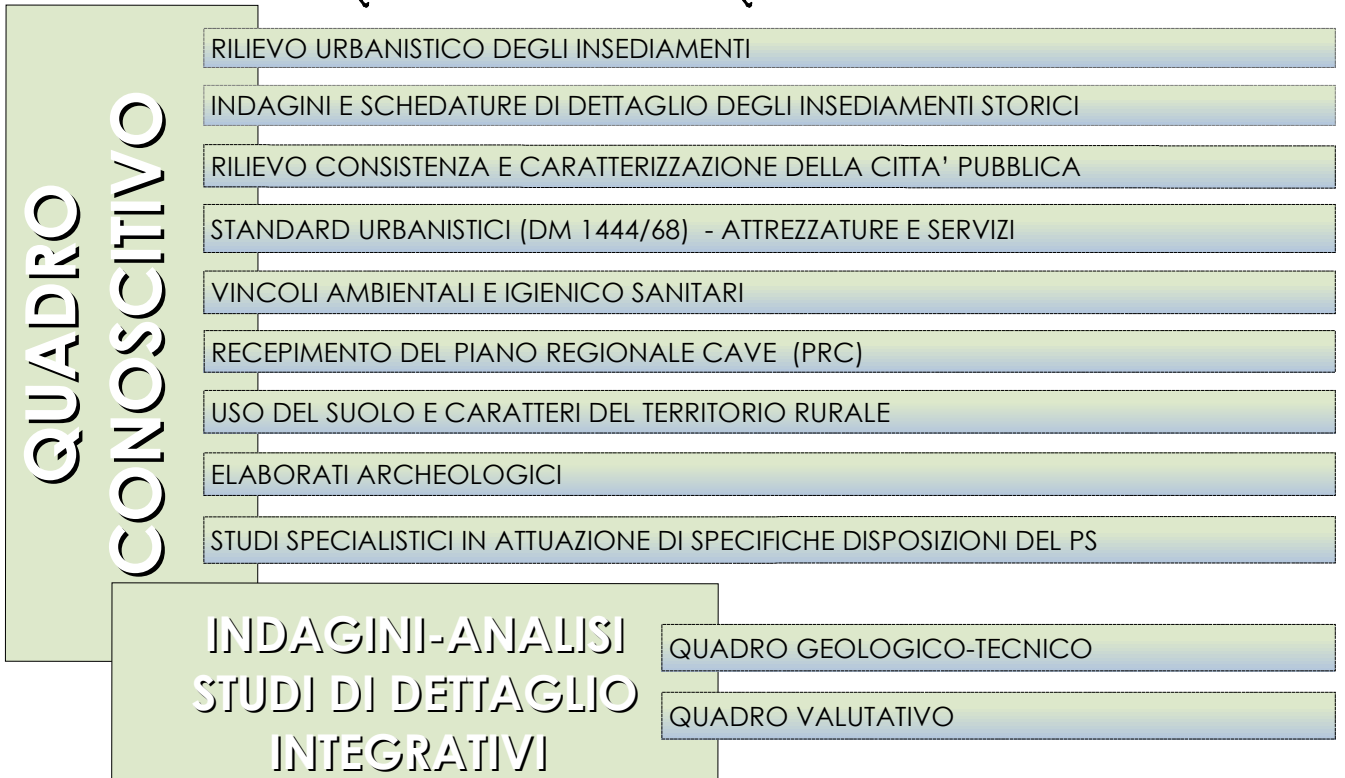 QUADRO
CONOSCITIVO
RILIEVO URBANISTICO DEGLI INSEDIAMENTI
INDAGINI E SCHEDATURE DI DETTAGLIO DEGLI INSEDIAMENTI STORICI
RILIEVO CONSISTENZA E CARATTERIZZAZIONE DELLA CITTA' PUBBLICA
STANDARD URBANISTICI (DM 1444/68) - ATTREZZATURE E SERVIZI
VINCOLI AMBIENTALI E IGIENICO SANITARI
RECEPIMENTO DEL PIANO REGIONALE CAVE (PRC)
USO DEL SUOLO E CARATTERI DEL TERRITORIO RURALE
ELABORATI ARCHEOLOGICI
STUDI SPECIALISTICI IN ATTUAZIONE DI SPECIFICHE DISPOSIZIONI DEL PS
INDAGINI-ANALISI
STUDI DI DETTAGLIO
INTEGRATIVI
QUADRO GEOLOGICO-TECNICO
QUADRO VALUTATIVO